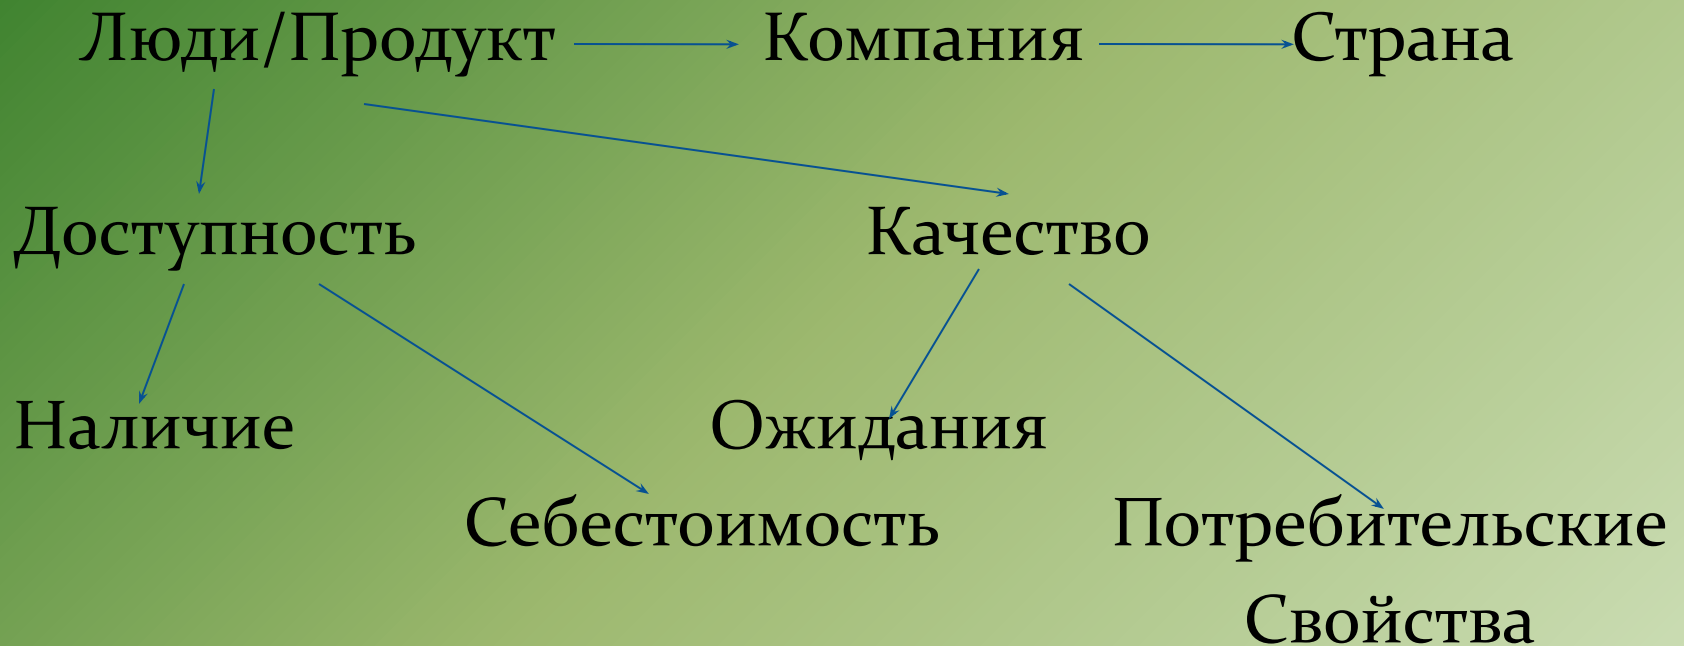 Люди/Продукт Компания Страна
Доступность Качество
Наличие Ожидания
Себестоимость Потребительские
Свойства